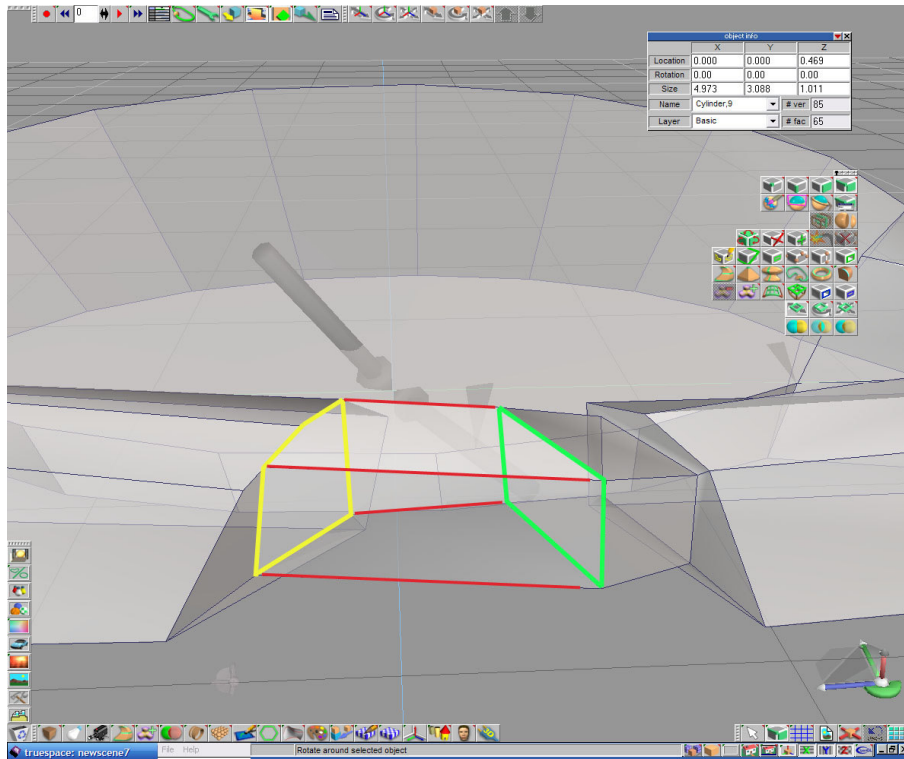 0
object info
X Y Z
Location 0.000 0.000 0.469
Rotation 0.00 0.00 0.00
Size 4.973 3.088 1.011
Name Cylinder,9 # ver 85
Layer Basic # fac 65
truespace: newscene7 File Help Rotate around selected object